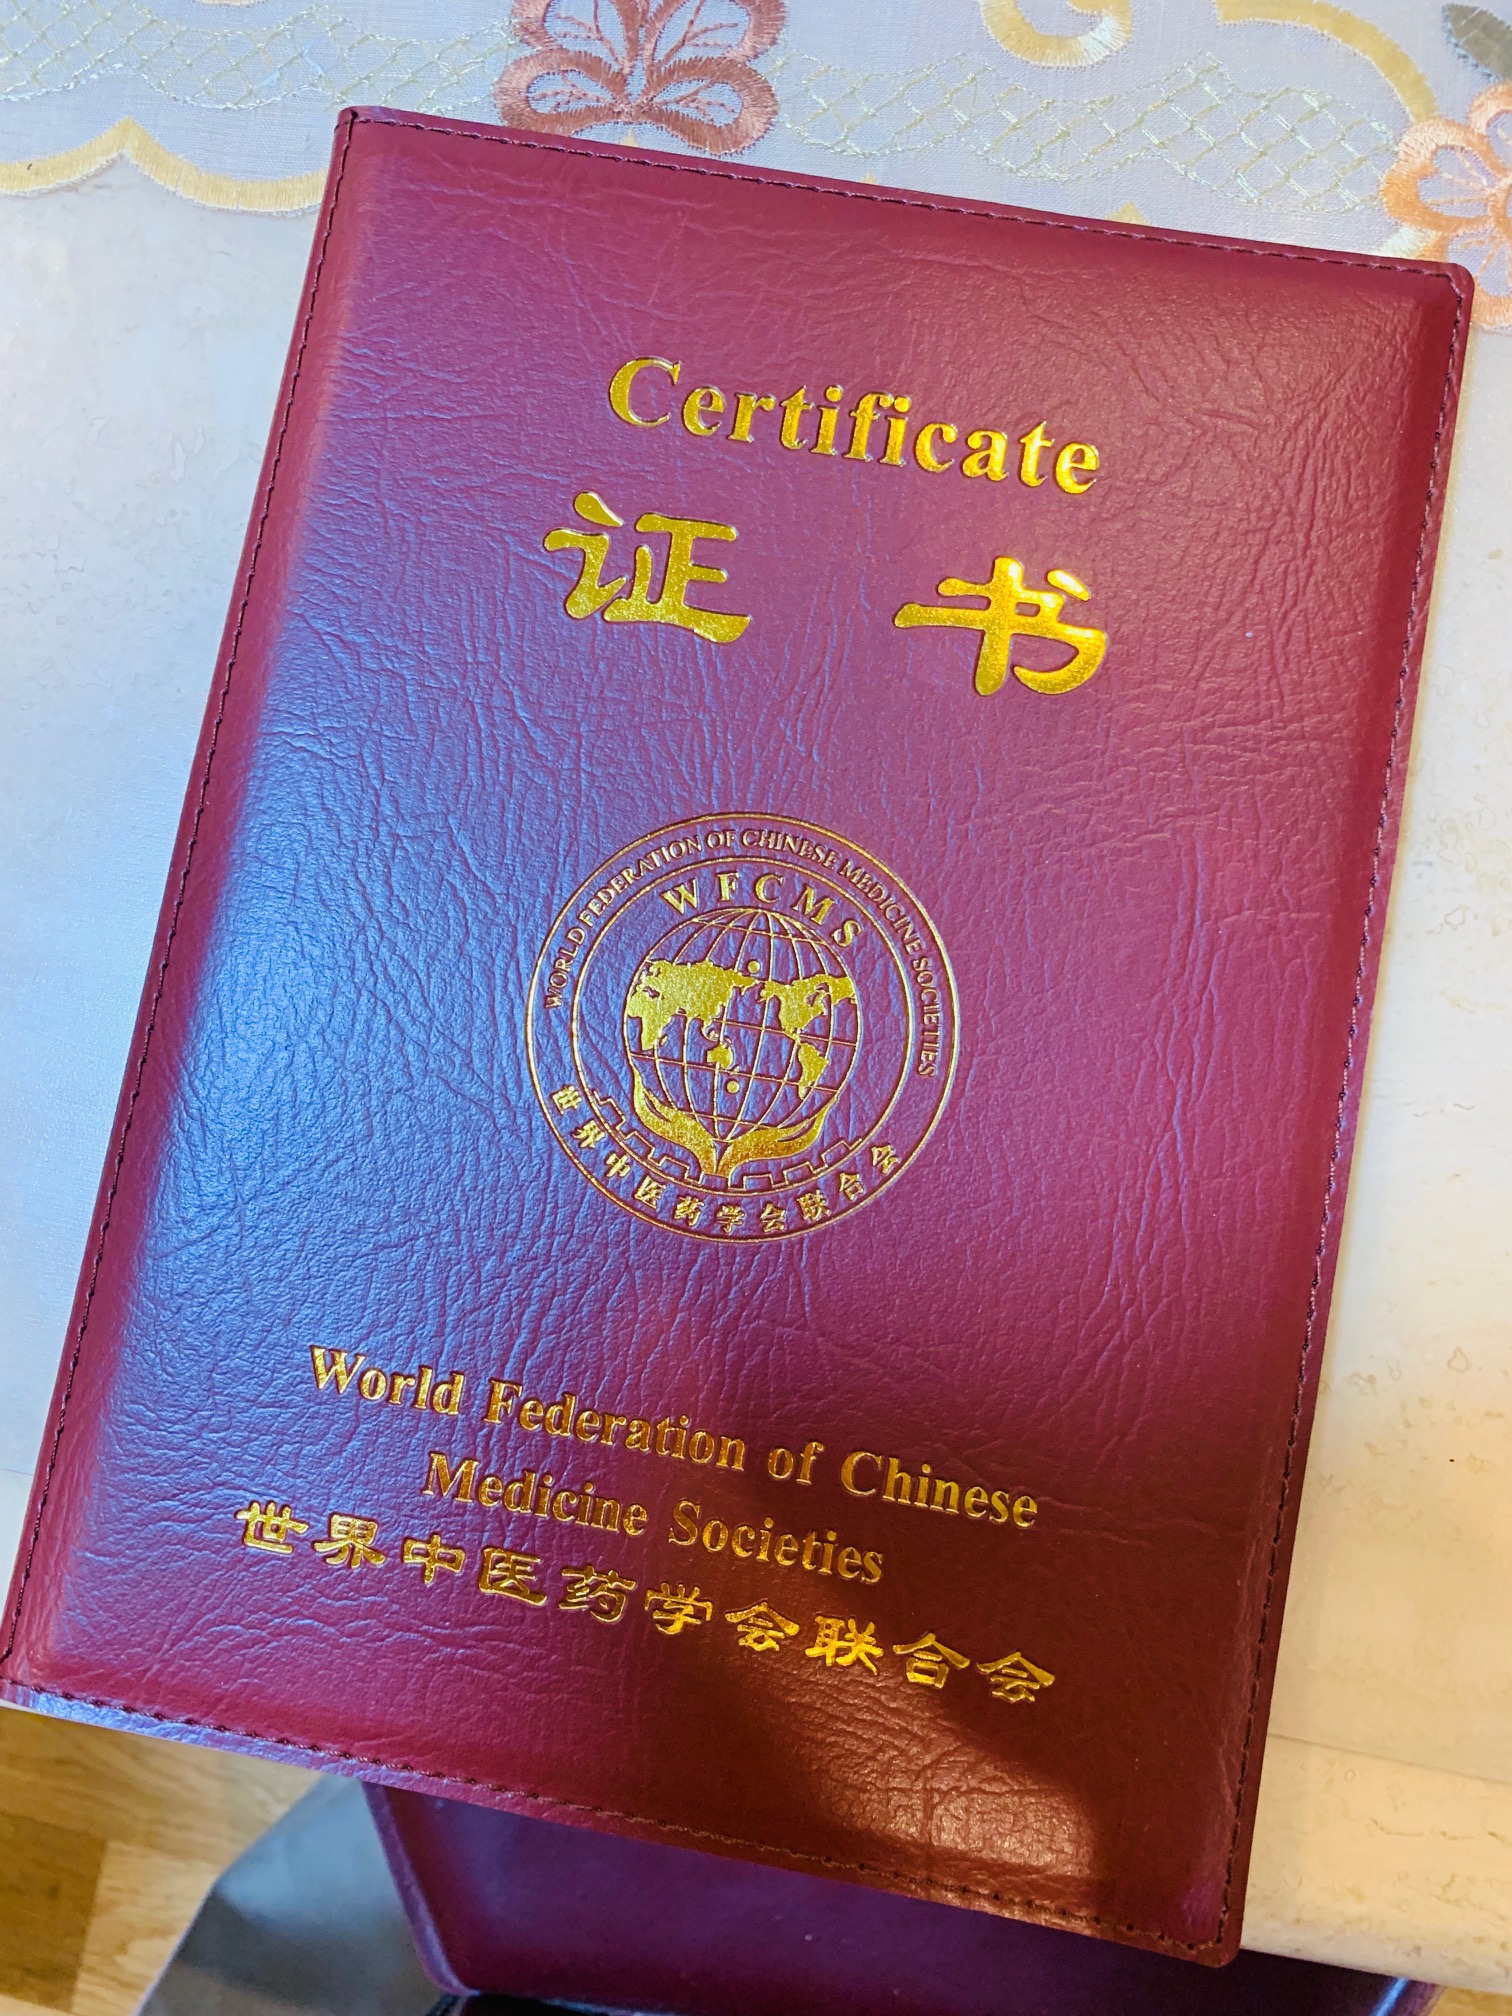 Certificate
证 书
WORLD FEDERATION OF CHINESE MEDICINE SOCIETIES
WFCMS
世界中医药学会联合会
World Federation of Chinese
Medicine Societies
世界中医药学会联合会